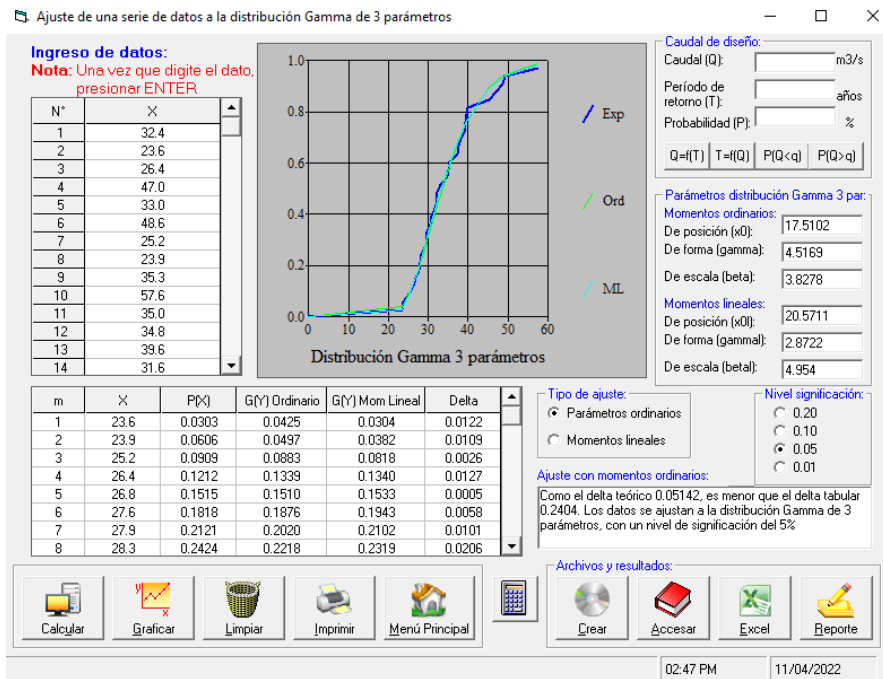 Ajuste de una serie de datos a la distribución Gamma de 3 parámetros
Ingreso de datos:
Nota: Una vez que digite el dato,
presionar ENTER
N° X
1 32.4
2 23.6
3 26.4
4 47.0
5 33.0
6 48.6
7 25.2
8 23.9
9 35.3
10 57.6
11 35.0
12 34.8
13 39.6
14 31.6
1.0
0.8
0.6
0.4
0.2
0.0
0 10 20 30 40 50 60
Distribución Gamma 3 parámetros
Exp
Ord
ML
Caudal de diseño:
Caudal (Q): m3/s
Período de
retorno (T): años
Probabilidad (P): %
Q=f(T) T=f(Q) P(Q<q) P(Q>q)
Parámetros distribución Gamma 3 par:
Momentos ordinarios:
De posición (x0): 17.5102
De forma (gamma): 4.5169
De escala (beta): 3.8278
Momentos lineales:
De posición (x0l): 20.5711
De forma (gammal): 2.8722
De escala (betal): 4.954
m X P(X) G(Y) Ordinario G(Y) Mom Lineal Delta
1 23.6 0.0303 0.0425 0.0304 0.0122
2 23.9 0.0606 0.0497 0.0382 0.0109
3 25.2 0.0909 0.0883 0.0818 0.0026
4 26.4 0.1212 0.1339 0.1340 0.0127
5 26.8 0.1515 0.1510 0.1533 0.0005
6 27.6 0.1818 0.1876 0.1943 0.0058
7 27.9 0.2121 0.2020 0.2102 0.0101
8 28.3 0.2424 0.2218 0.2319 0.0206
Tipo de ajuste:
Parámetros ordinarios
Momentos lineales
Nivel significación:
0.20
0.10
0.05
0.01
Ajuste con momentos ordinarios:
Como el delta teórico 0.05142, es menor que el delta tabular
0.2404. Los datos se ajustan a la distribución Gamma de 3
parámetros, con un nivel de significación del 5%
Calcular
Graficar
Limpiar
Imprimir
Menú Principal
Archivos y resultados:
Crear
Accesar
Excel
Reporte
02:47 PM 11/04/2022